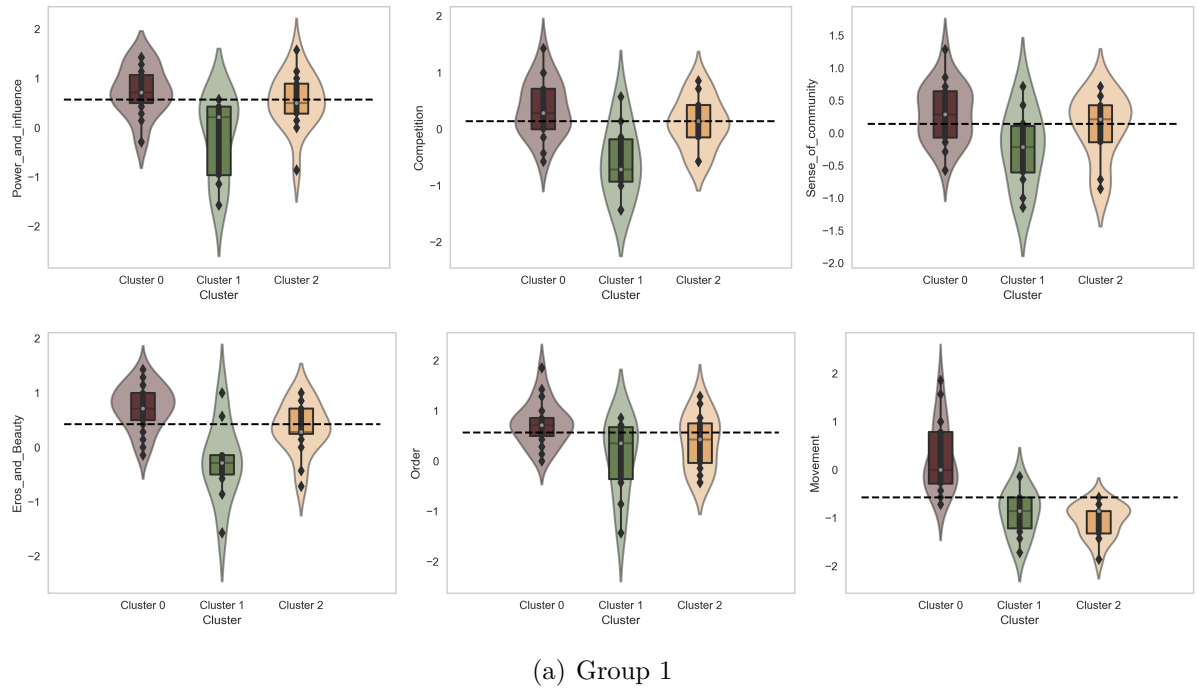 Power_and_influence
2
1
0
−1
−2
Cluster 0 Cluster 1 Cluster 2
Cluster
Competition
2
1
0
−1
−2
Cluster 0 Cluster 1 Cluster 2
Cluster
Sense_of_community
1.5
1.0
0.5
0.0
−0.5
−1.0
−1.5
−2.0
Cluster 0 Cluster 1 Cluster 2
Cluster
Eros_and_Beauty
2
1
0
−1
−2
Cluster 0 Cluster 1 Cluster 2
Cluster
Order
2
1
0
−1
−2
Cluster 0 Cluster 1 Cluster 2
Cluster
Movement
2
1
0
−1
−2
Cluster 0 Cluster 1 Cluster 2
Cluster
(a) Group 1